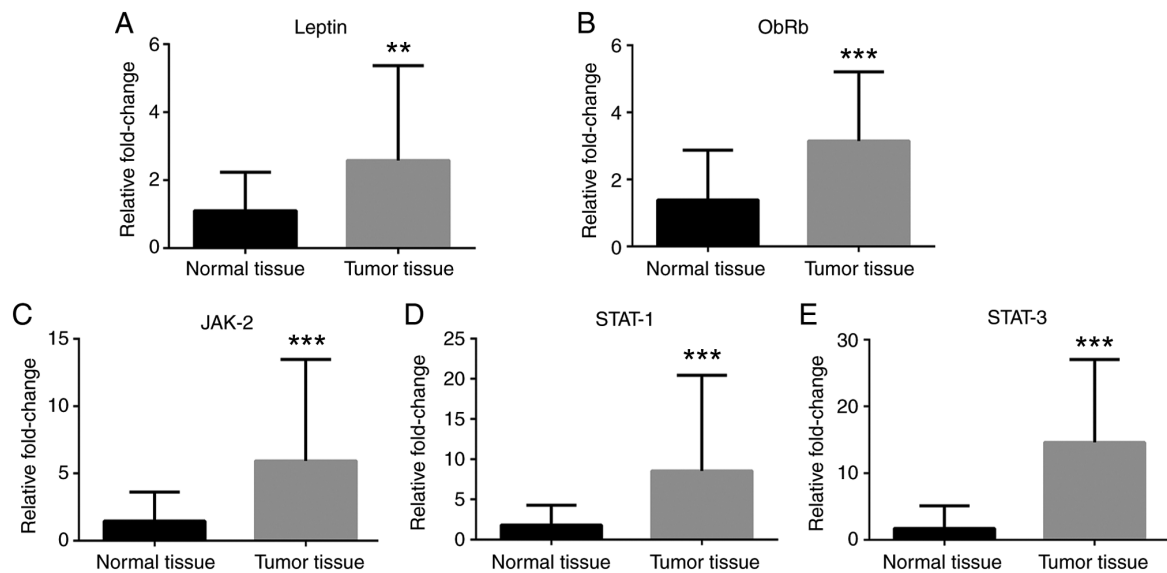 A
Leptin
Relative fold-change
6
4
2
0
**
Normal tissue
Tumor tissue
B
ObRb
Relative fold-change
6
4
2
0
***
Normal tissue
Tumor tissue
C
JAK-2
Relative fold-change
15
10
5
0
***
Normal tissue
Tumor tissue
D
STAT-1
Relative fold-change
25
20
15
10
5
0
***
Normal tissue
Tumor tissue
E
STAT-3
Relative fold-change
30
20
10
0
***
Normal tissue
Tumor tissue